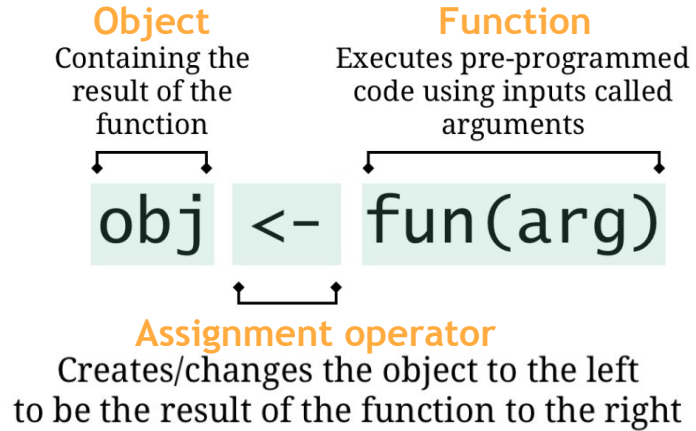 Object
Containing the
result of the
function
Function
Executes pre-programmed
code using inputs called
arguments
obj <- fun(arg)
Assignment operator
Creates/changes the object to the left
to be the result of the function to the right